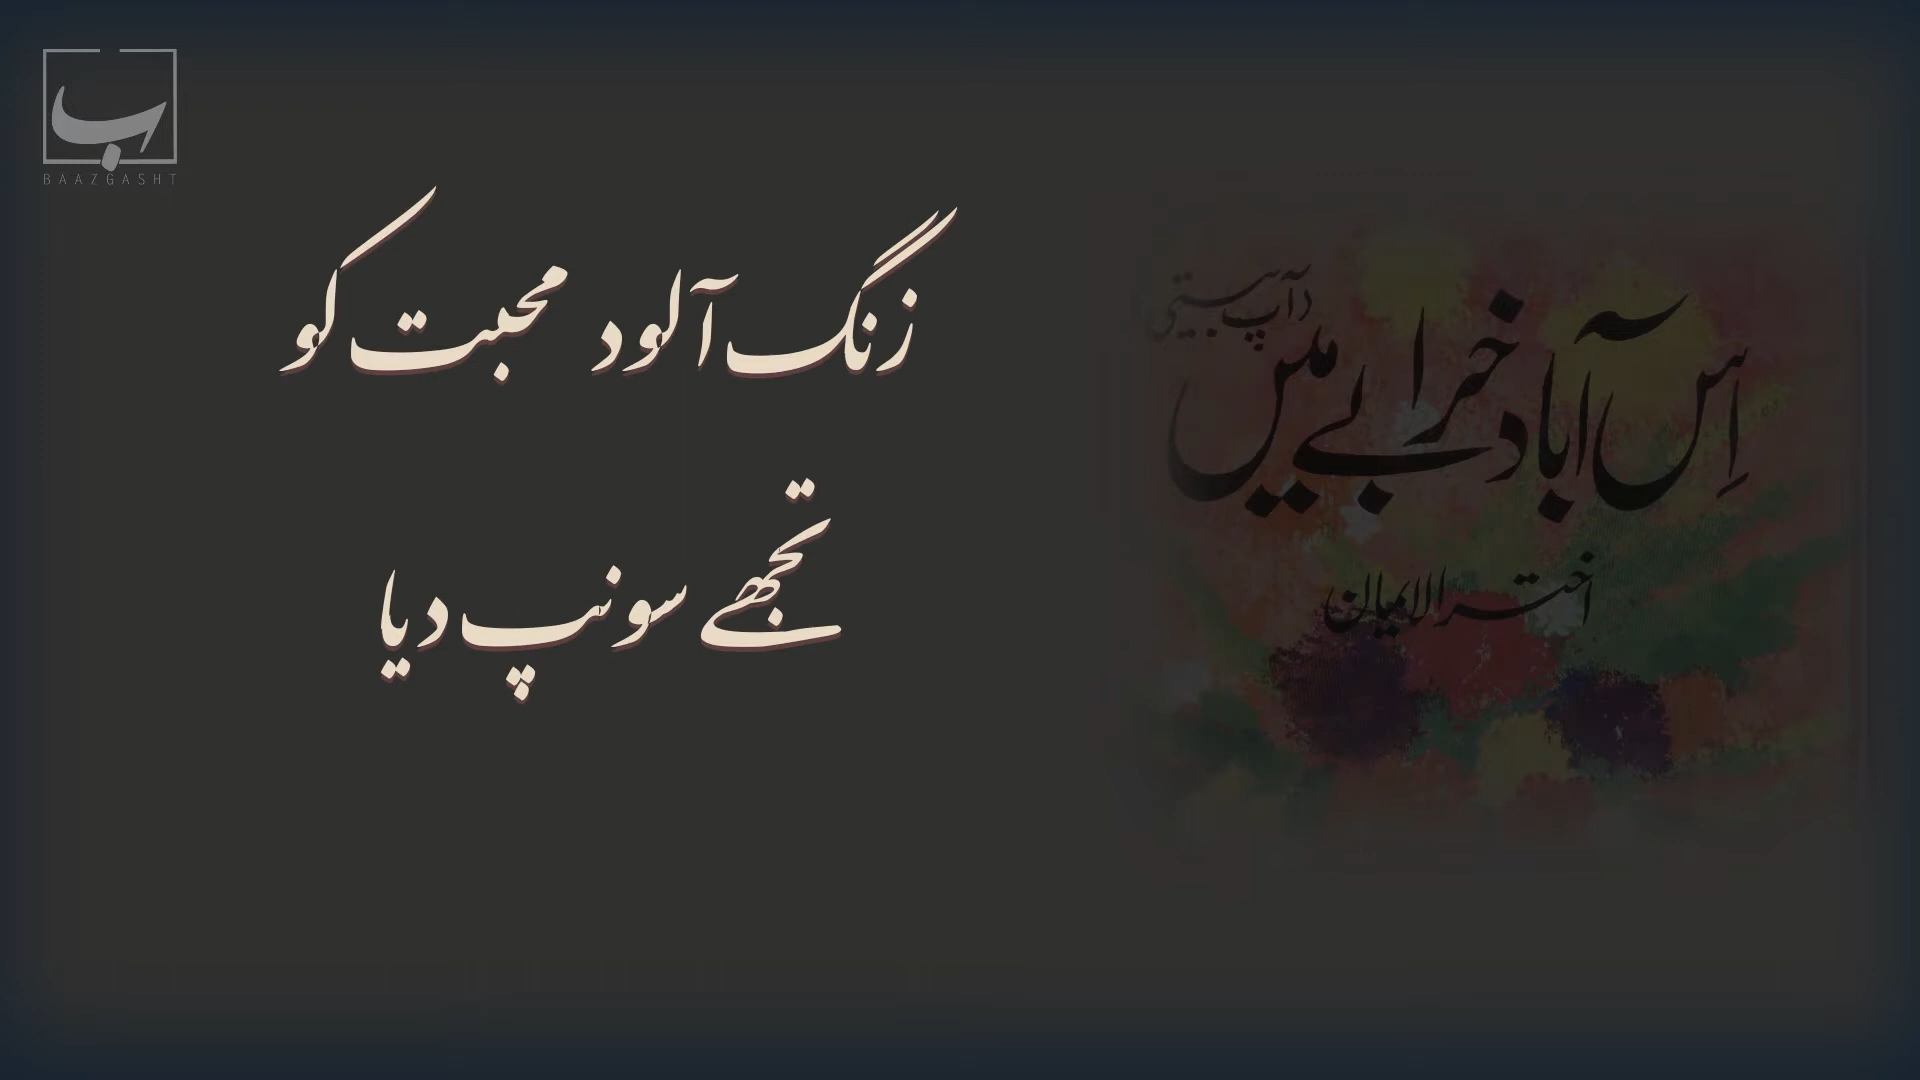 ب
BAAZGASHT
زنگ آلود محبت کو
تجھے سونپ دیا
اِس آباد خرابے میں
(آپ بیتی)
اخترالایمان